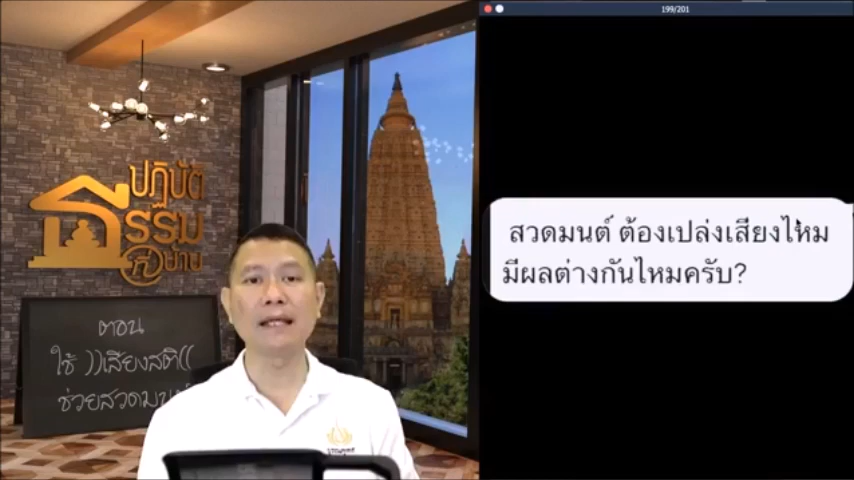 199/201
ปฏิบัติ
ธรรม
ที่บ้าน
สวดมนต์ ต้องเปล่งเสียงไหม
มีผลต่างกันไหมครับ?
ตอน
ใช้ ))เสียงสติ((
ช่วยสวดมนต์